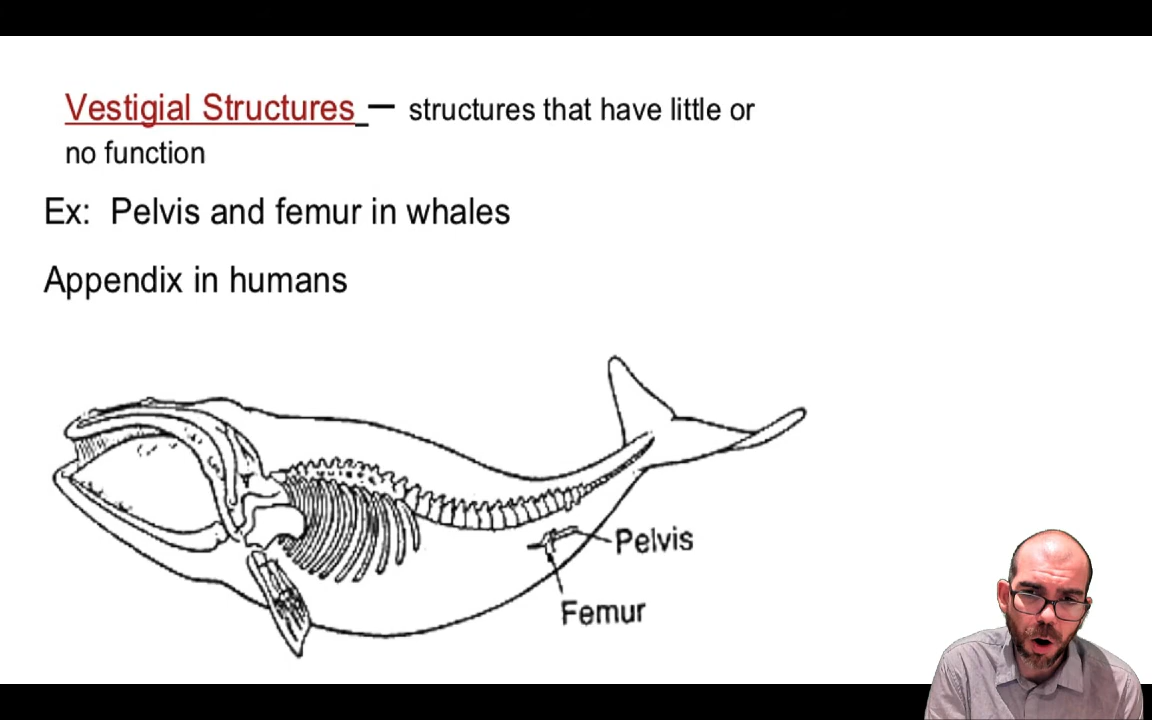 Vestigial Structures – structures that have little or
no function
Ex: Pelvis and femur in whales
Appendix in humans
Pelvis
Femur